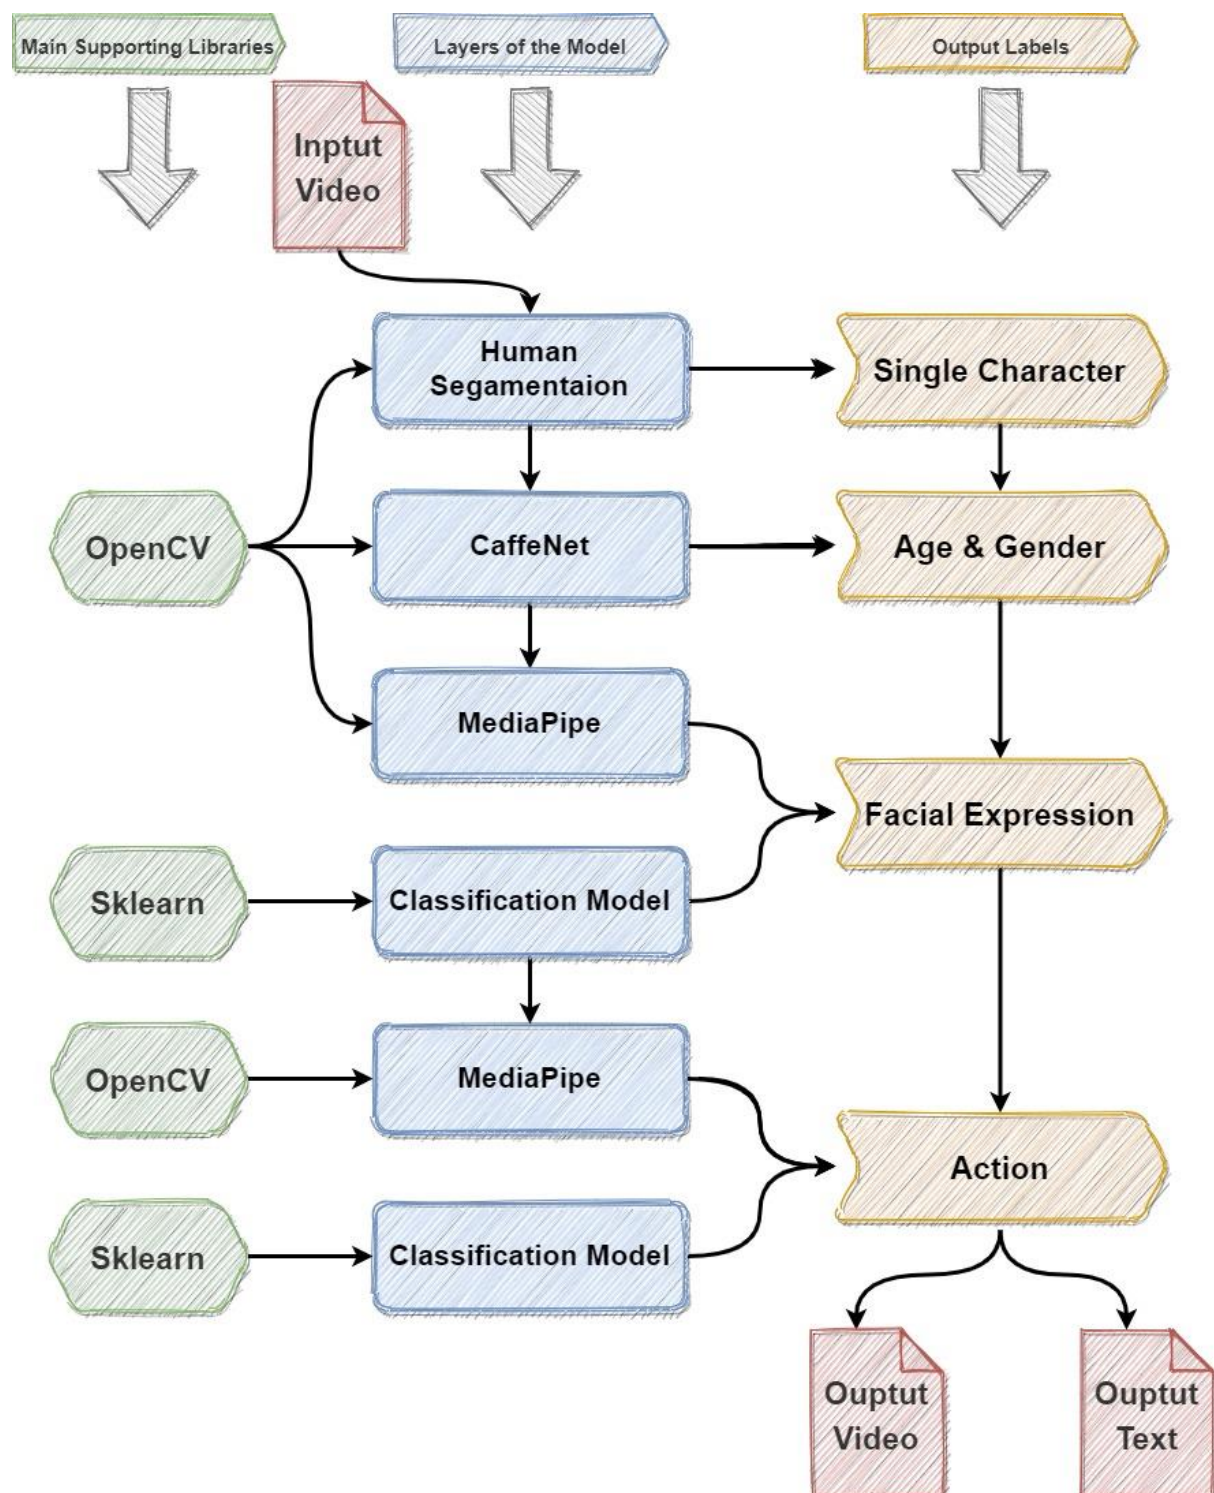 Main Supporting Libraries
Layers of the Model
Output Labels
Inptut
Video
Human
Segamentaion
Single Character
OpenCV
CaffeNet
Age & Gender
MediaPipe
Facial Expression
Sklearn
Classification Model
OpenCV
MediaPipe
Action
Sklearn
Classification Model
Ouptut
Video
Ouptut
Text